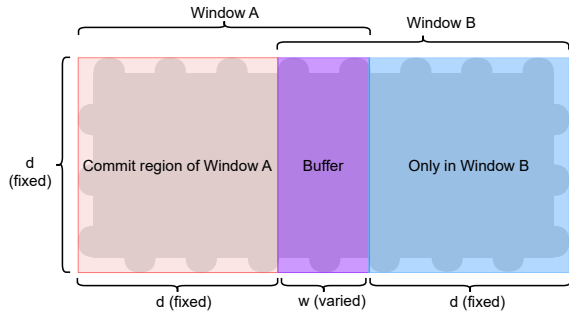 Window A
Window B
d
(fixed)
Commit region of Window A
Buffer
Only in Window B
d (fixed)
w (varied)
d (fixed)